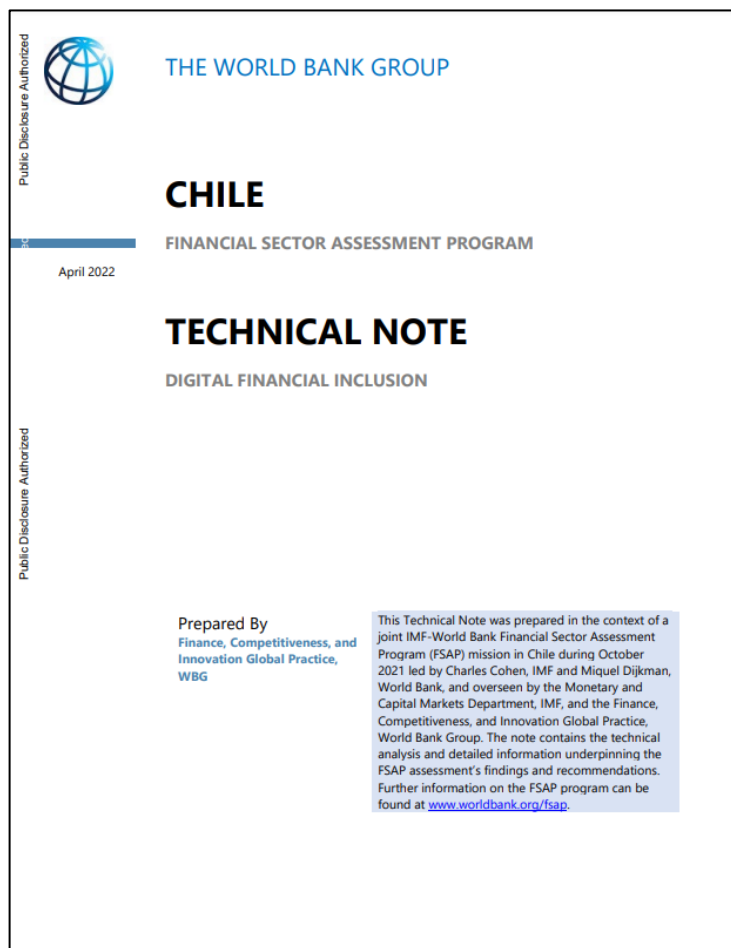 Public Disclosure Authorized
THE WORLD BANK GROUP
CHILE
FINANCIAL SECTOR ASSESSMENT PROGRAM
April 2022
TECHNICAL NOTE
DIGITAL FINANCIAL INCLUSION
Public Disclosure Authorized
Prepared By
Finance, Competitiveness, and
Innovation Global Practice,
WBG
This Technical Note was prepared in the context of a
joint IMF-World Bank Financial Sector Assessment
Program (FSAP) mission in Chile during October
2021 led by Charles Cohen, IMF and Miquel Dijkman,
World Bank, and overseen by the Monetary and
Capital Markets Department, IMF, and the Finance,
Competitiveness, and Innovation Global Practice,
World Bank Group. The note contains the technical
analysis and detailed information underpinning the
FSAP assessment's findings and recommendations.
Further information on the FSAP program can be
found at www.worldbank.org/fsap.